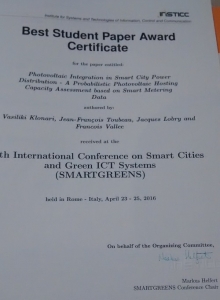 INSTICC
Institute for Systems and Technologies of Information, Control and Communication
Best Student Paper Award
Certificate
for the paper entitled
Photovoltaic Integration in Smart City Power
Distribution - A Probabilistic Photovoltaic Hosting
Capacity Assessment based on Smart Metering
Data
authored by:
Vasiliki Klonari, Jean-François Toubeau, Jacques Lobry and
Francois Vallee
received at the
th International Conference on Smart Cities
and Green ICT Systems
(SMARTGREENS)
held in Rome - Italy, April 23 - 25, 2016
On behalf of the Organising Committee,
Markus Helfert
SMARTGREENS Conference Chair